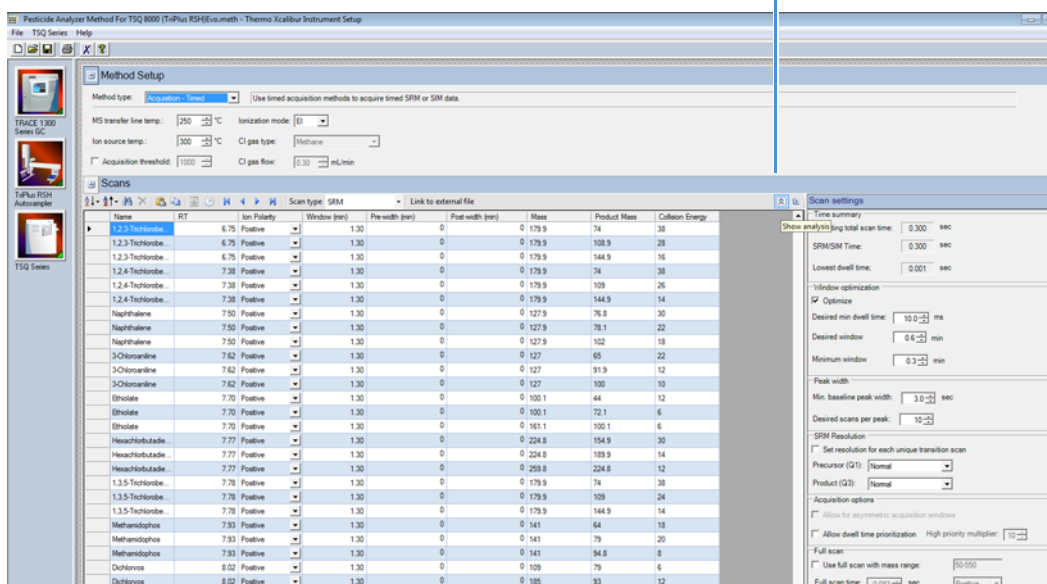 Pesticide Analyzer Method For TSQ 8000 (TriPlus RSH)Evo.meth - Thermo Xcalibur Instrument Setup
File TSQ Series Help
TRACE 1300
Series GC
TriPlus RSH
Autosampler
TSQ Series
Method Setup
Method type: Acquisition - Timed Use timed acquisition methods to acquire timed SRM or SIM data.
MS transfer line temp.: 250 °C Ionization mode: EI
Ion source temp.: 300 °C CI gas type: Methane
Acquisition threshold: 1000 CI gas flow: 0.30 mL/min
Scans
Scan type SRM Link to external file
Show analysis
Name RT Ion Polarity Window (min) Pre-width (min) Post-width (min) Mass Product Mass Collision Energy
1,2,3-Trichlorobe... 6.75 Positive 1.30 0 0 179.9 74 38
1,2,3-Trichlorobe... 6.75 Positive 1.30 0 0 179.9 108.9 28
1,2,3-Trichlorobe... 6.75 Positive 1.30 0 0 179.9 144.9 16
1,2,4-Trichlorobe... 7.38 Positive 1.30 0 0 179.9 74 38
1,2,4-Trichlorobe... 7.38 Positive 1.30 0 0 179.9 109 26
1,2,4-Trichlorobe... 7.38 Positive 1.30 0 0 179.9 144.9 14
Naphthalene 7.50 Positive 1.30 0 0 127.9 76.8 30
Naphthalene 7.50 Positive 1.30 0 0 127.9 78.1 22
Naphthalene 7.50 Positive 1.30 0 0 127.9 102 18
3-Chloroaniline 7.62 Positive 1.30 0 0 127 65 22
3-Chloroaniline 7.62 Positive 1.30 0 0 127 91.9 12
3-Chloroaniline 7.62 Positive 1.30 0 0 127 100 10
Ethiolate 7.70 Positive 1.30 0 0 100.1 44 12
Ethiolate 7.70 Positive 1.30 0 0 100.1 72.1 6
Ethiolate 7.70 Positive 1.30 0 0 161.1 100.1 6
Hexachlorbutadie... 7.77 Positive 1.30 0 0 224.8 154.9 30
Hexachlorbutadie... 7.77 Positive 1.30 0 0 224.8 189.9 14
Hexachlorbutadie... 7.77 Positive 1.30 0 0 259.8 224.8 12
1,3,5-Trichlorobe... 7.78 Positive 1.30 0 0 179.9 74 38
1,3,5-Trichlorobe... 7.78 Positive 1.30 0 0 179.9 109 24
1,3,5-Trichlorobe... 7.78 Positive 1.30 0 0 179.9 144.9 14
Methamidophos 7.93 Positive 1.30 0 0 141 64 18
Methamidophos 7.93 Positive 1.30 0 0 141 79 20
Methamidophos 7.93 Positive 1.30 0 0 141 94.8 8
Dichlorvos 8.02 Positive 1.30 0 0 109 79 6
Dichlorvos 8.02 Positive 1.30 0 0 185 93 12
Scan settings
Time summary
total scan time: 0.300 sec
SRM/SIM Time: 0.300 sec
Lowest dwell time: 0.001 sec
Window optimization
Optimize
Desired min dwell time: 10.0 ms
Desired window 0.6 min
Minimum window 0.3 min
Peak width
Min. baseline peak width: 3.0 sec
Desired scans per peak: 10
SRM Resolution
Set resolution for each unique transition scan
Precursor (Q1): Normal
Product (Q3): Normal
Acquisition options
Allow for asymmetric acquisition windows
Allow dwell time prioritization High priority multiplier: 10
Full scan
Use full scan with mass range: 50-550
Full scan time: sec Positive